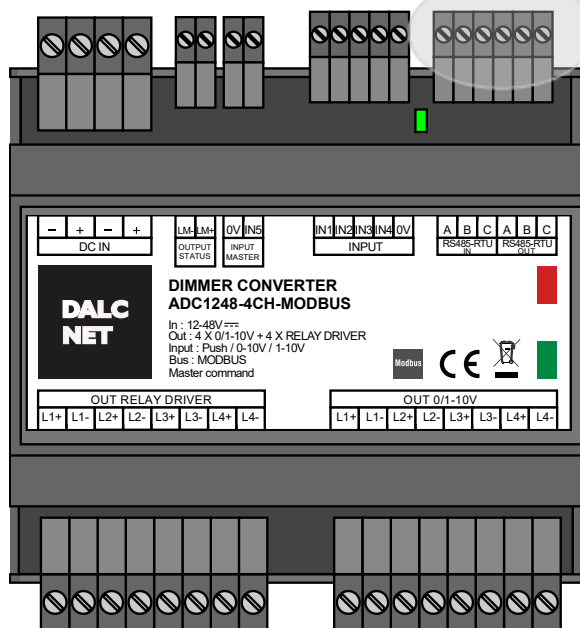 − + − +
DC IN
LM- LM+
OUTPUT
STATUS
0V IN5
INPUT
MASTER
IN1 IN2 IN3 IN4 0V
INPUT
A B C A B C
RS485-RTU
IN
RS485-RTU
OUT
DALC
NET
DIMMER CONVERTER
ADC1248-4CH-MODBUS
In : 12-48V
Out : 4 X 0/1-10V + 4 X RELAY DRIVER
Input : Push / 0-10V / 1-10V
Bus : MODBUS
Master command
Modbus
CE
OUT RELAY DRIVER
L1+ L1- L2+ L2- L3+ L3- L4+ L4-
OUT 0/1-10V
L1+ L1- L2+ L2- L3+ L3- L4+ L4-